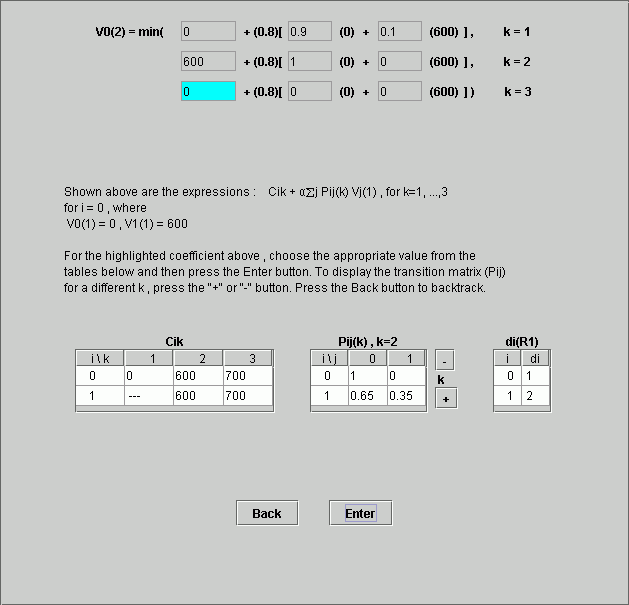 V0(2) = min( 0 + (0.8)[ 0.9 (0) + 0.1 (600) ] , k = 1
600 + (0.8)[ 1 (0) + 0 (600) ] , k = 2
0 + (0.8)[ 0 (0) + 0 (600) ] ) k = 3
Shown above are the expressions : Cik + αΣj Pij(k) Vj(1) , for k=1, ...,3
for i = 0 , where
V0(1) = 0 , V1(1) = 600
For the highlighted coefficient above , choose the appropriate value from the
tables below and then press the Enter button. To display the transition matrix (Pij)
for a different k , press the "+" or "-" button. Press the Back button to backtrack.
Cik Pij(k) , k=2 di(R1)
i \ k 1 2 3 i \ j 0 1 - i di
0 0 600 700 0 1 0 k 0 1
1 --- 600 700 1 0.65 0.35 + 1 2
Back Enter